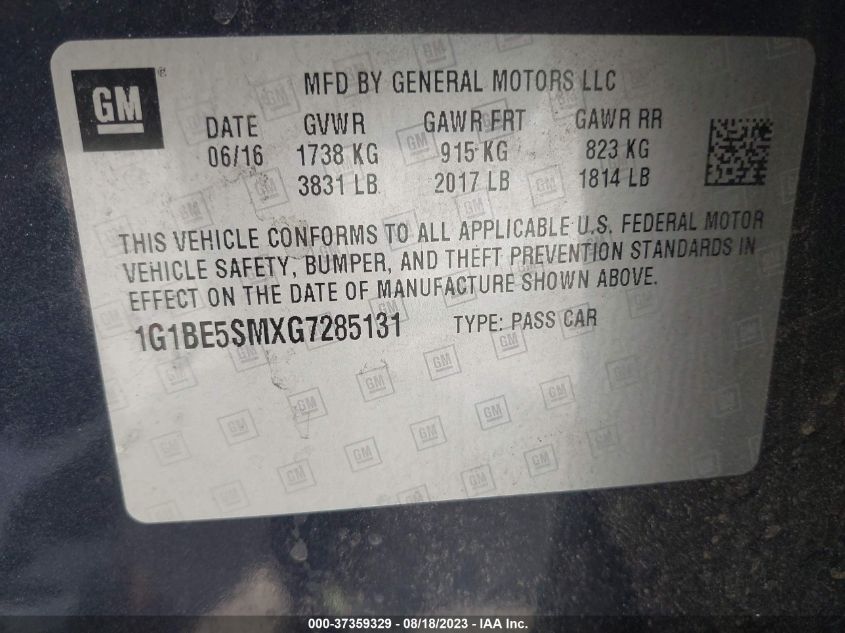 GM
®
MFD BY GENERAL MOTORS LLC
DATE GVWR GAWR FRT GAWR RR
06/16 1738 KG 915 KG 823 KG
3831 LB 2017 LB 1814 LB
THIS VEHICLE CONFORMS TO ALL APPLICABLE U.S. FEDERAL MOTOR
VEHICLE SAFETY, BUMPER, AND THEFT PREVENTION STANDARDS IN
EFFECT ON THE DATE OF MANUFACTURE SHOWN ABOVE.
1G1BE5SMXG7285131 TYPE: PASS CAR
000-37359329 - 08/18/2023 - IAA Inc.